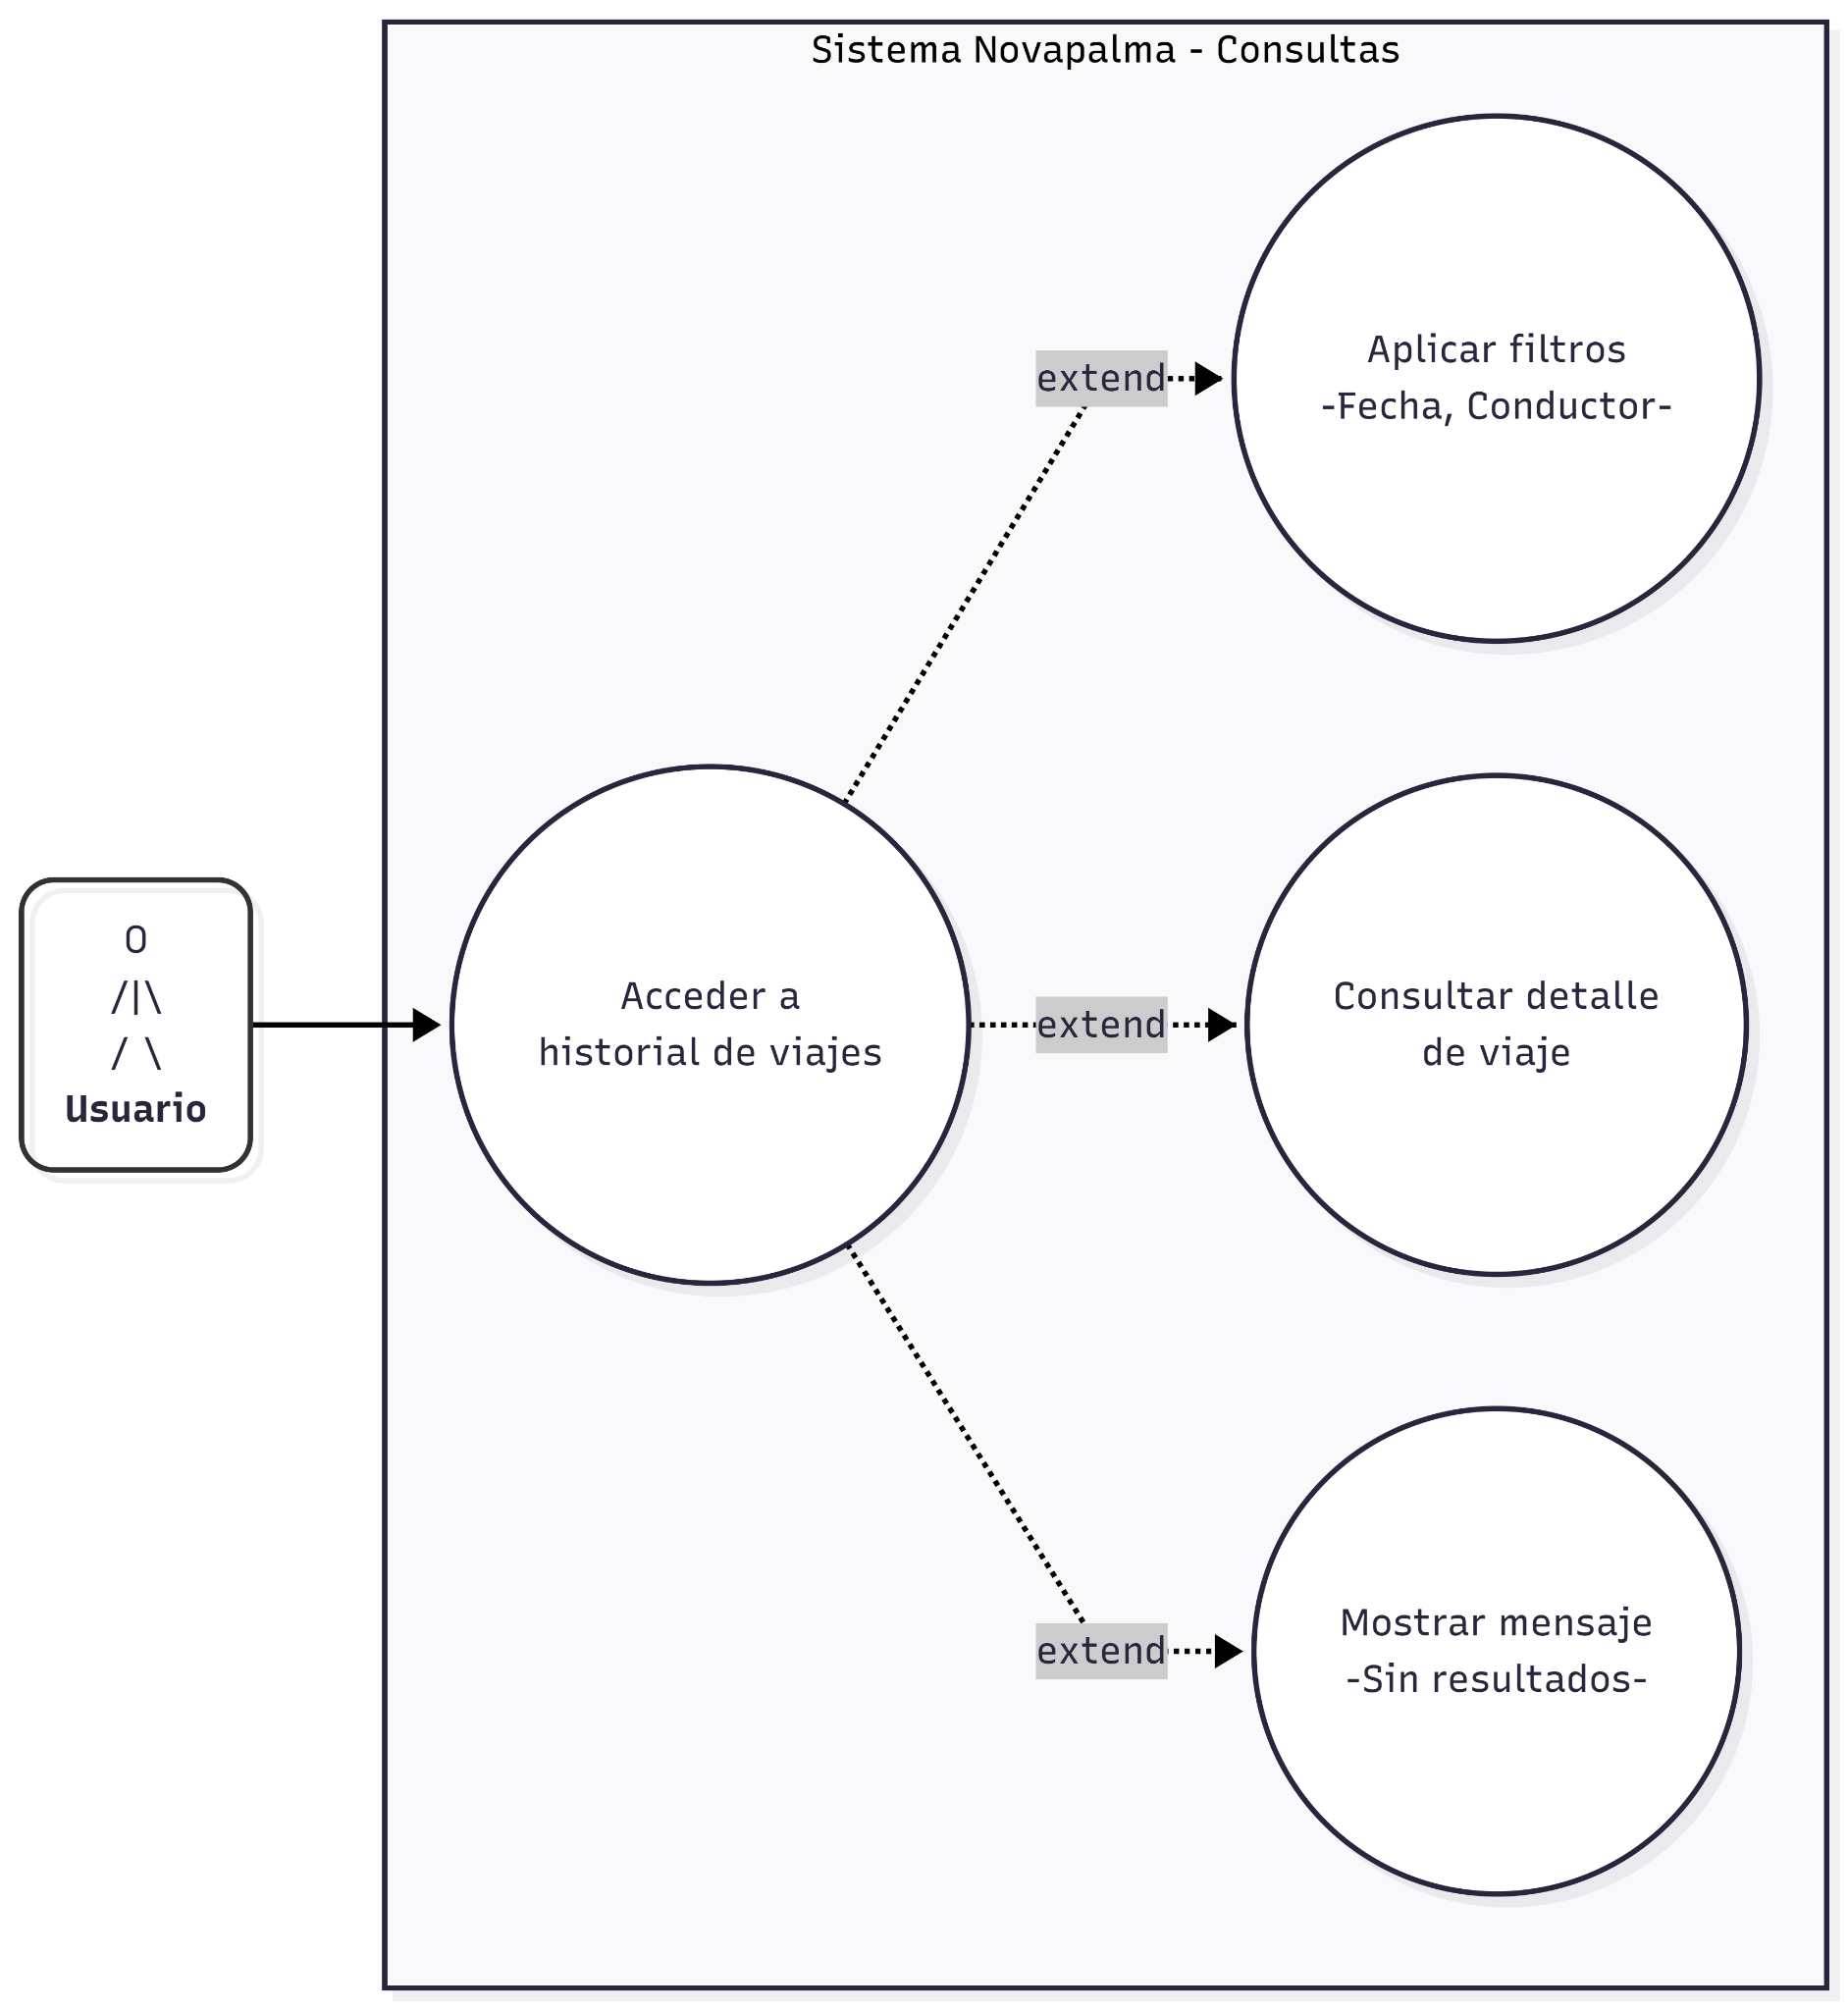 Sistema Novapalma - Consultas
Aplicar filtros
-Fecha, Conductor-
extend
O
/|\
/ \
Usuario
Acceder a
historial de viajes
extend
Consultar detalle
de viaje
extend
Mostrar mensaje
-Sin resultados-